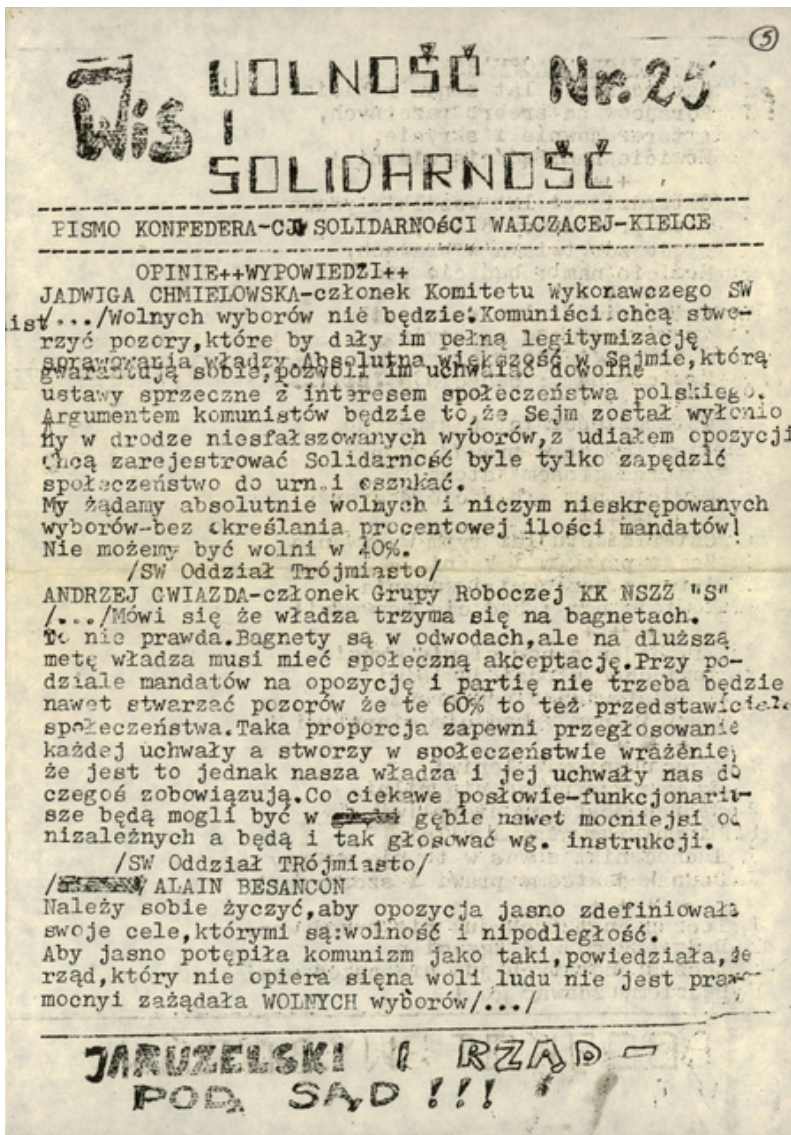 5
WiS WOLNOŚĆ Nr.25
I
SOLIDARNOŚĆ
PISMO KONFEDERA-CJI SOLIDARNOśCI WALCZACEJ-KIELCE
OPINIE++WYPOWIEDZI++
JADWIGA CHMIELOWSKA-członek Komitetu Wykonawczego SW
list/.../Wolnych wyborów nie będzie.Komuniści chcą stwo-
rzyć pozory,które by dały im pełną legitymizację
sprawowania władzy.Absolutna większość w Sejmie,którą
gwarantują sobie,pozwoli im uchwalać dowolne
ustawy sprzeczne z interesem społeczeństwa polskiego.
Argumentem komunistów będzie to,że Sejm został wyłonio
ny w drodze niesfałszowanych wyborów,z udiałem opozycji
Chcą zarejestrować Solidarność byle tylko zapędzić
społeczeństwo do urn.i oszukać.
My żądamy absolutnie wolnych i niczym nieskrępowanych
wyborów-bez określania procentowej ilości mandatów!
Nie możemy być wolni w 40%.
/SW Oddział Trójmiasto/
ANDRZEJ GWIAZDA-członek Grupy Roboczej KK NSZZ "S"
/.../Mówi się że władza trzyma się na bagnetach.
To nie prawda.Bagnety są w odwodach,ale na dluższą
metę władza musi mieć społeczną akceptację.Przy po-
dziale mandatów na opozycję i partię nie trzeba będzie
nawet stwarzać pozorów że te 60% to też przedstawiciele
społeczeństwa.Taka proporcja zapewni przegłosowanie
każdej uchwały a stworzy w społeczeństwie wrażenie,
że jest to jednak nasza władza i jej uchwały nas do
czegoś zobowiązują.Co ciekawe posłowie-funkcjonariu-
sze będą mogli być w gębie nawet mocniejsi od
nizależnych a będą i tak głosować wg. instrukcji.
/SW Oddział TRójmiasto/
/ ALAIN BESANCON
Należy sobie życzyć,aby opozycja jasno zdefiniowała
swoje cele,którymi są:wolność i nipodległość.
Aby jasno potępiła komunizm jako taki,powiedziała,że
rząd,który nie opiera sięna woli ludu nie jest prawo-
mocnyi zażądała WOLNYCH wyborów/.../
JARUZELSKI I RZĄD -
POD SĄD !!!